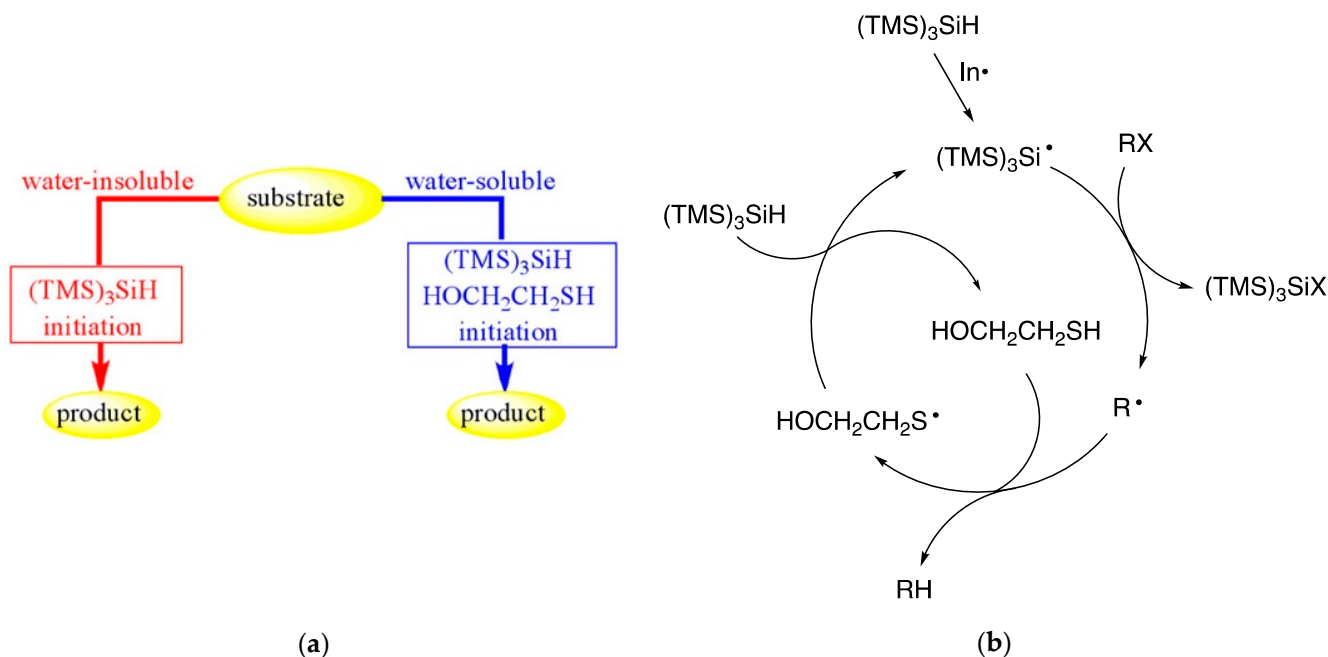 water-insoluble
substrate
water-soluble
(TMS)₃SiH
initiation
product
(TMS)₃SiH
HOCH₂CH₂SH
initiation
product
(a)
(TMS)₃SiH
In•
(TMS)₃Si•
RX
(TMS)₃SiH
(TMS)₃SiX
HOCH₂CH₂SH
HOCH₂CH₂S•
R•
RH
(b)